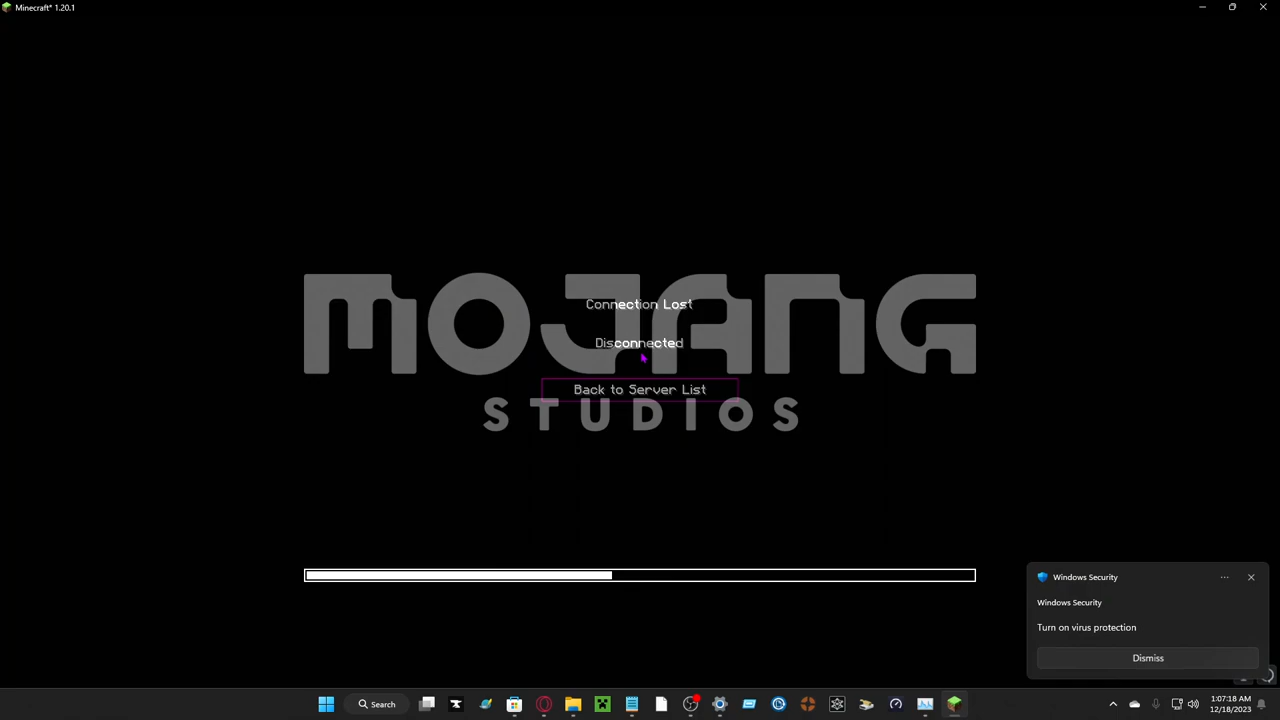 Minecraft* 1.20.1
MOJANG
STUDIOS
Connection Lost
Disconnected
Back to Server List
Windows Security
Windows Security
Turn on virus protection
Dismiss
Search
1:07:18 AM
12/18/2023